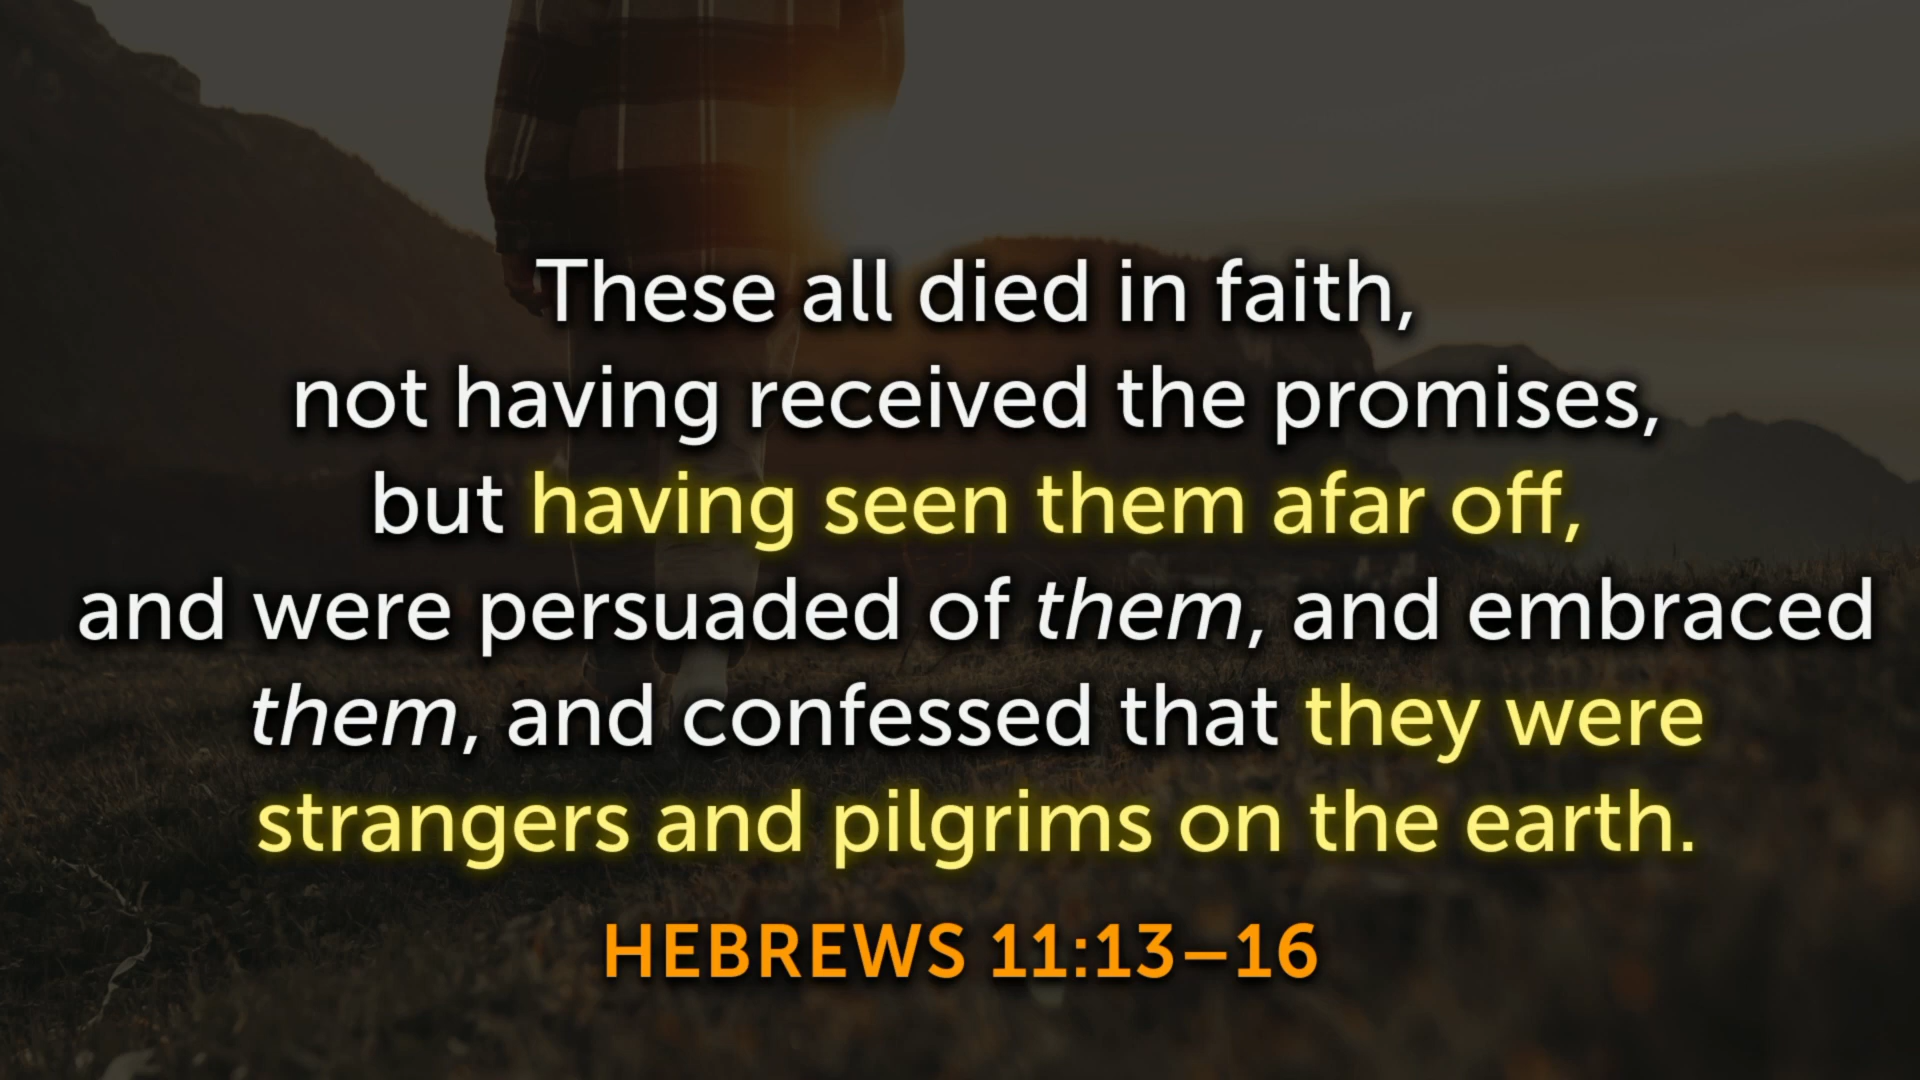 These all died in faith,
not having received the promises,
but having seen them afar off,
and were persuaded of them, and embraced
them, and confessed that they were
strangers and pilgrims on the earth.
HEBREWS 11:13–16